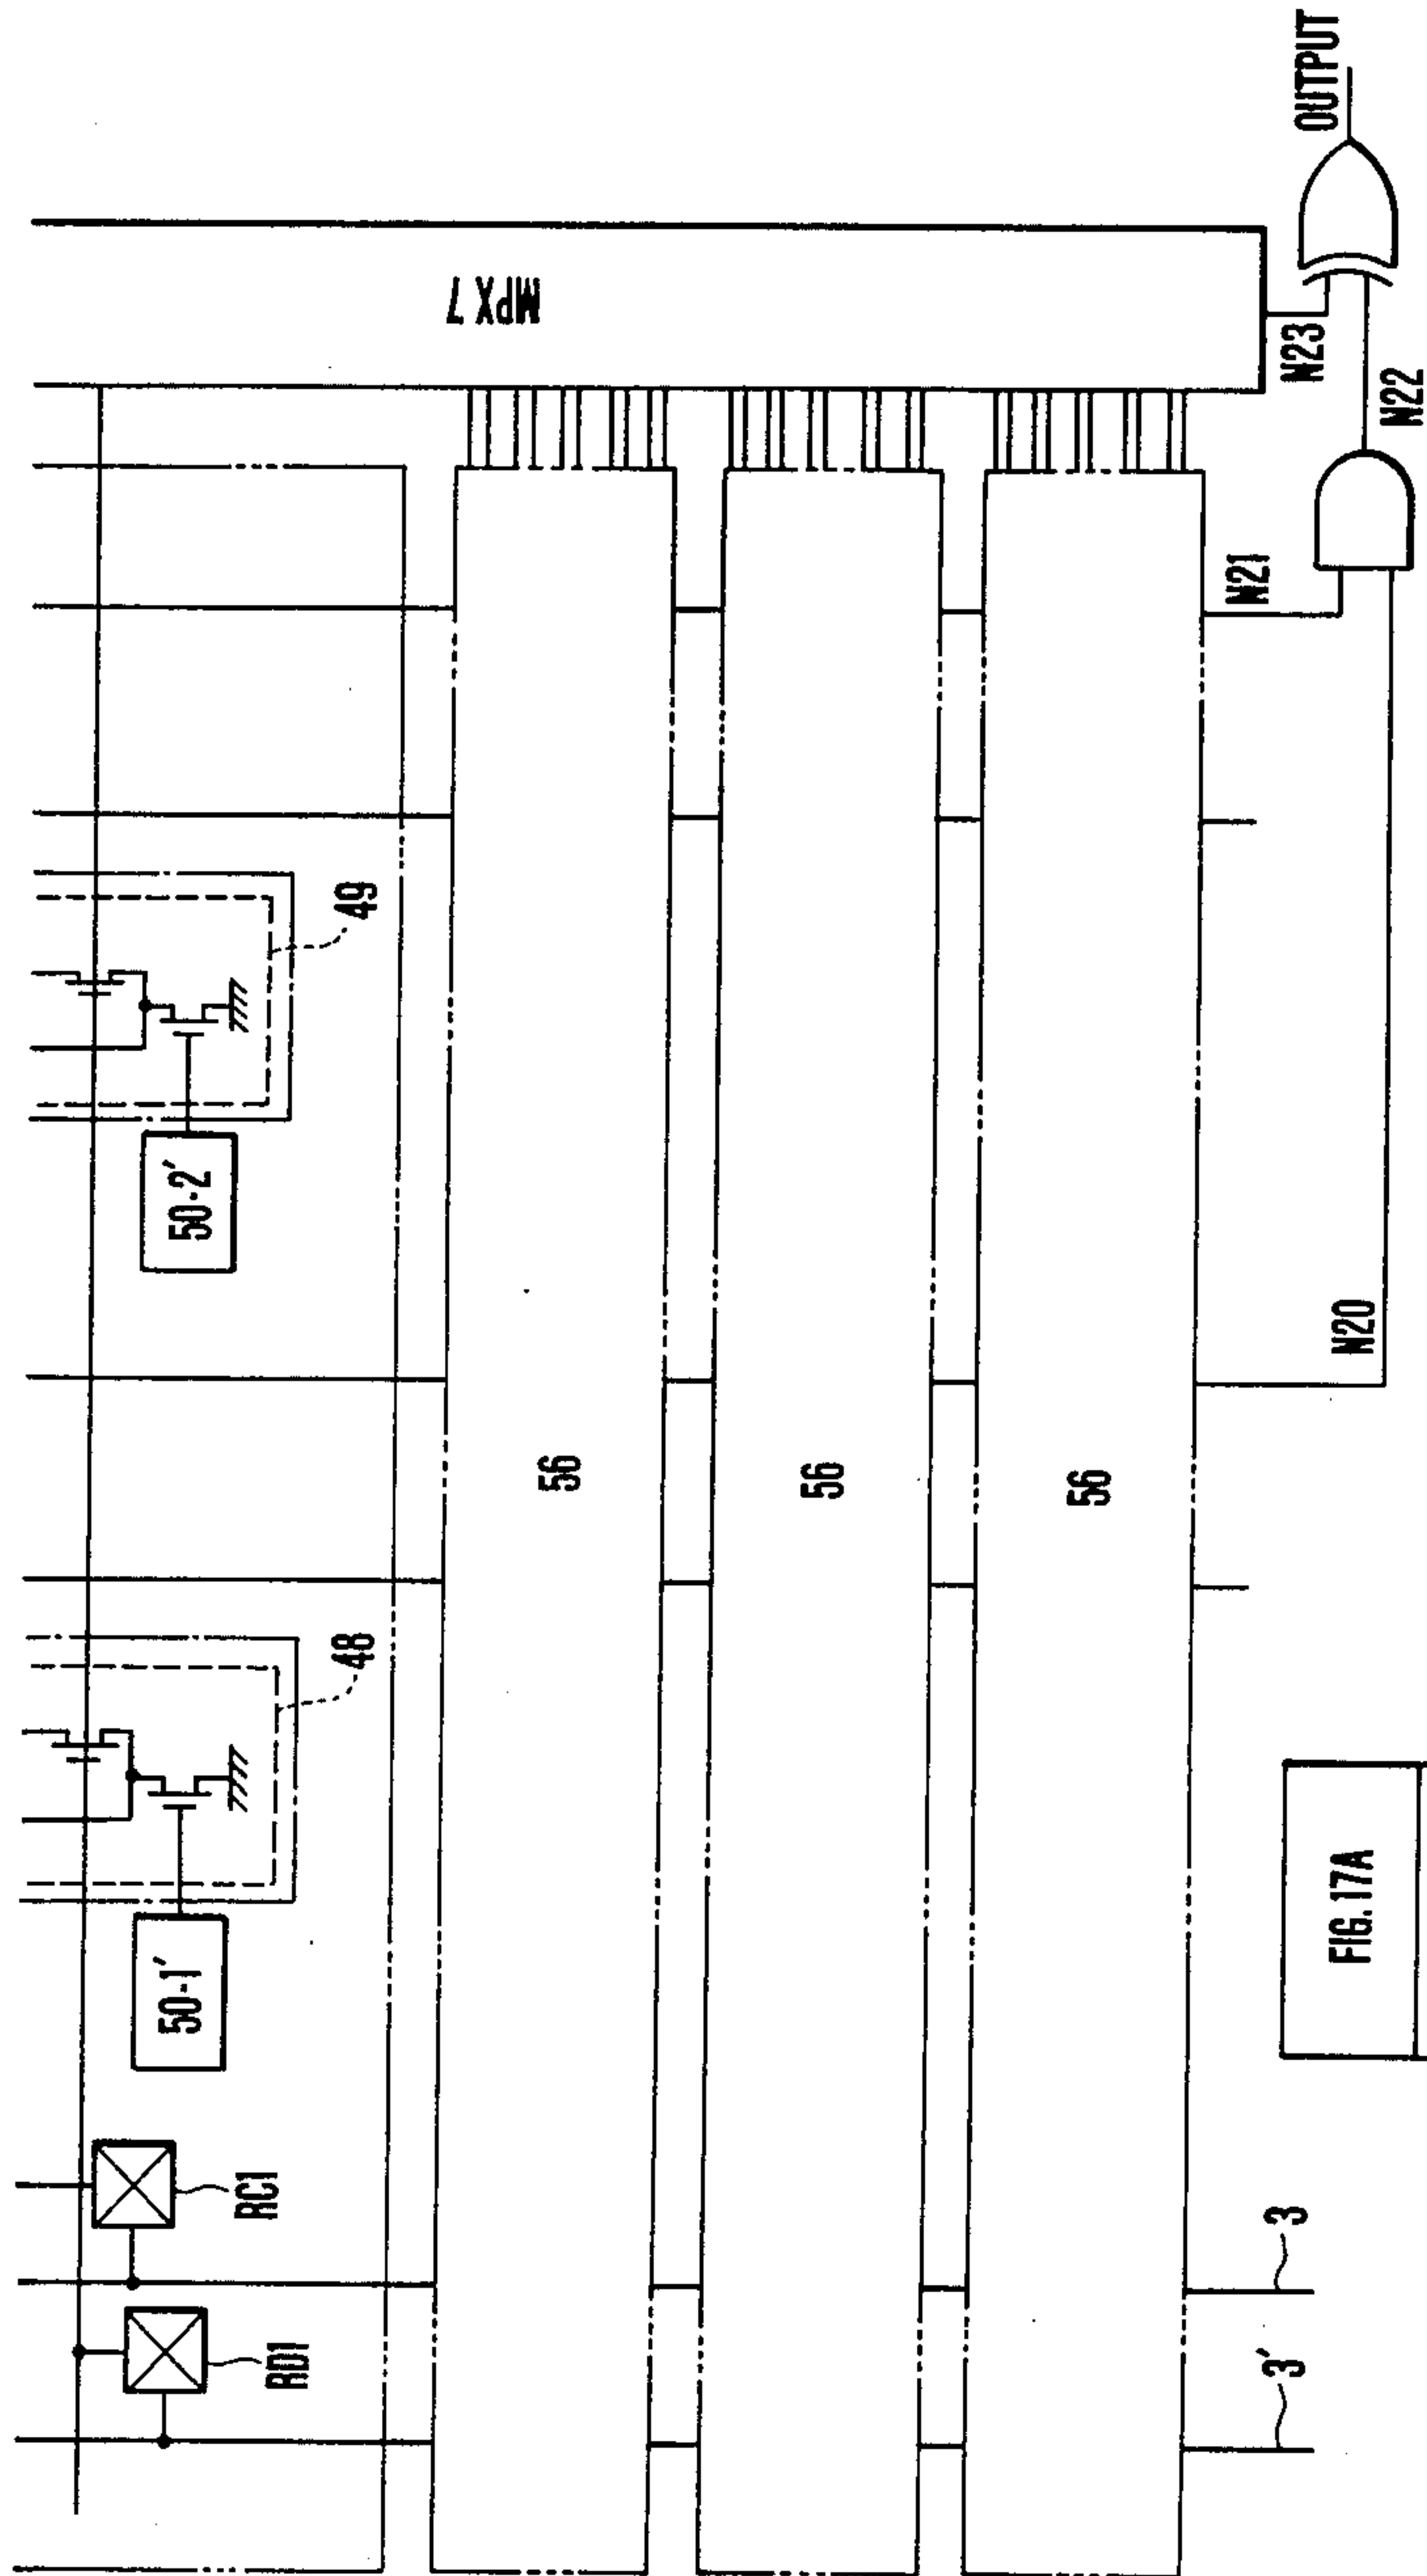 OUTPUT
MPX 7
N23
N22
N21
49
50-2'
N20
56
56
56
48
50-1'
FIG. 17A
RC1
RD1
3
3'